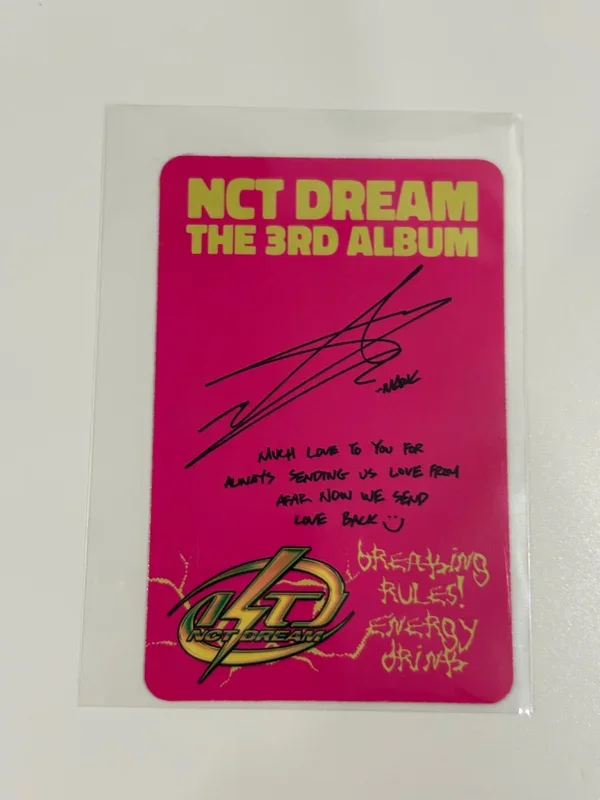 NCT DREAM
THE 3RD ALBUM
-MARK
MUCH LOVE TO YOU FOR
ALWAYS SENDING US LOVE FROM
AFAR NOW WE SEND
LOVE BACK :)
IST
NCT DREAM
breaking
RULES!
ENERGY
drink